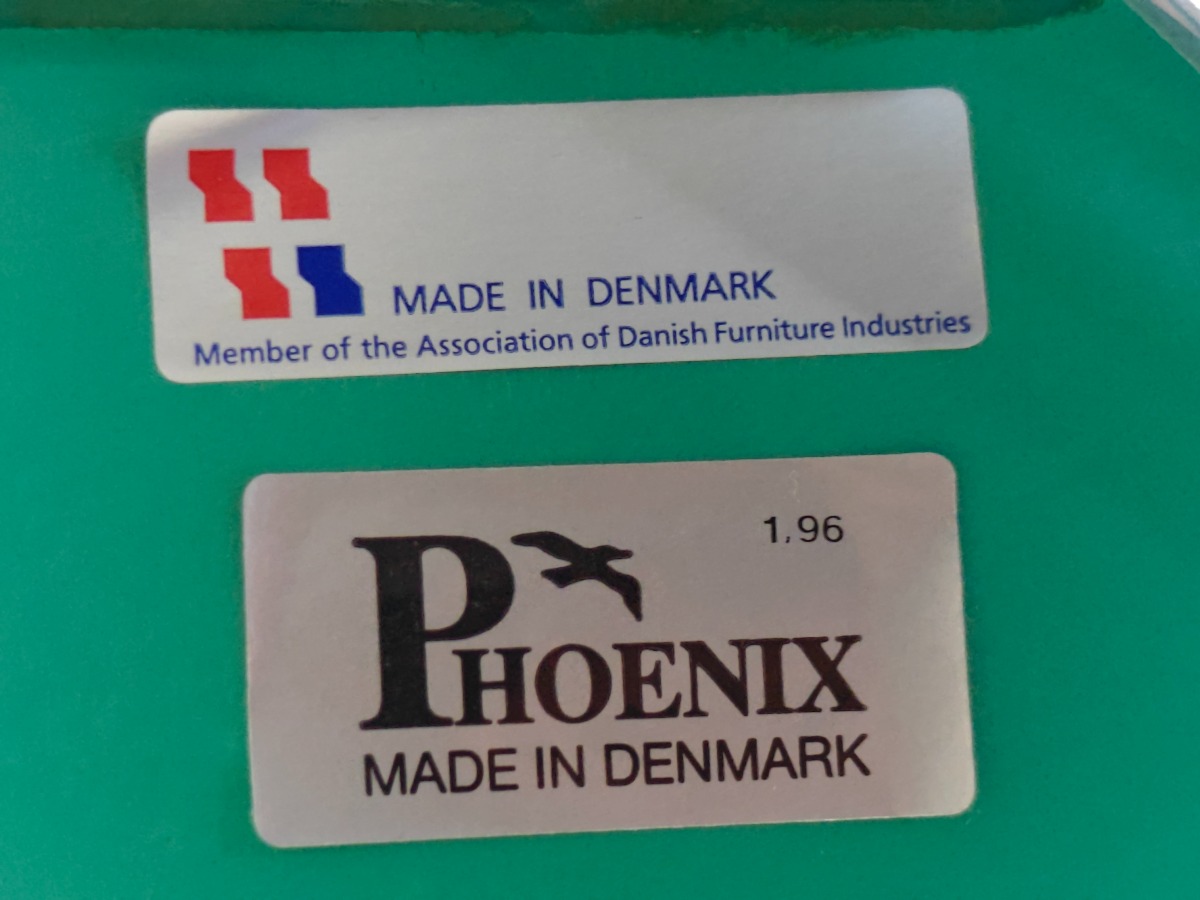 MADE IN DENMARK
Member of the Association of Danish Furniture Industries
1,96
PHOENIX
MADE IN DENMARK